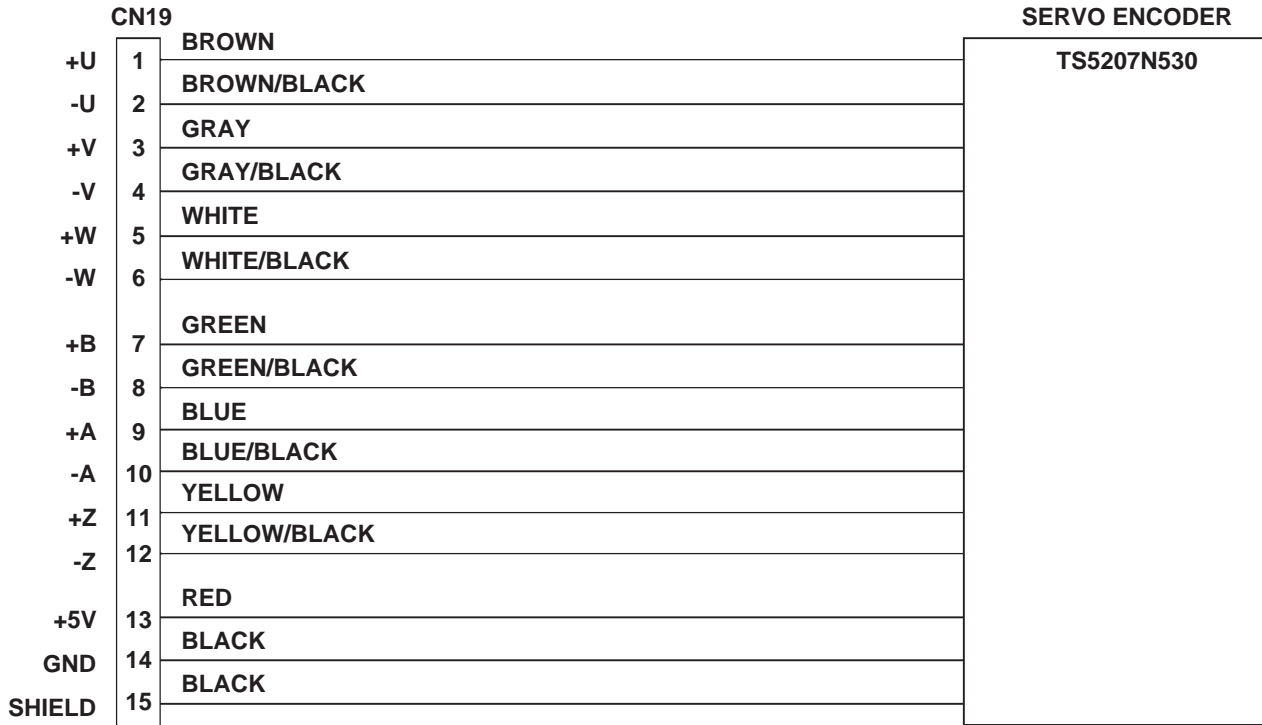 CN19 SERVO ENCODER
TS5207N530
+U 1 BROWN
-U 2 BROWN/BLACK
+V 3 GRAY
-V 4 GRAY/BLACK
+W 5 WHITE
-W 6 WHITE/BLACK
+B 7 GREEN
-B 8 GREEN/BLACK
+A 9 BLUE
-A 10 BLUE/BLACK
+Z 11 YELLOW
-Z 12 YELLOW/BLACK
+5V 13 RED
GND 14 BLACK
SHIELD 15 BLACK